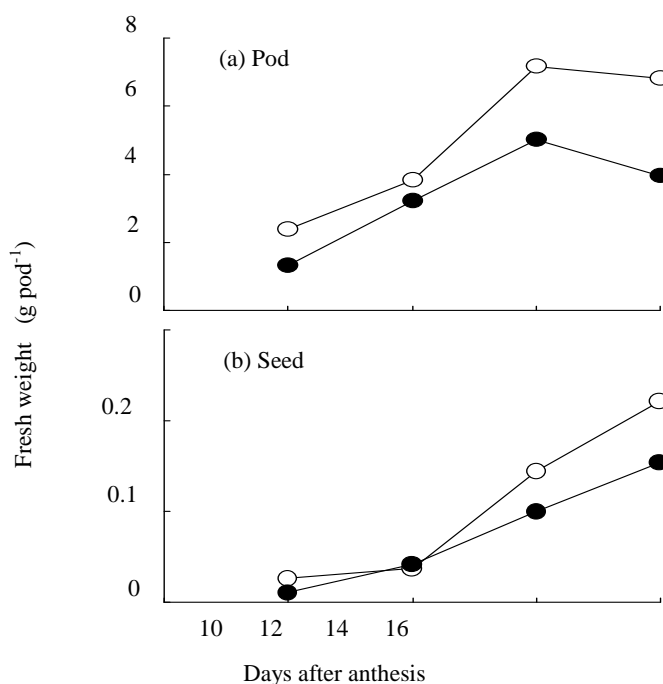 8
(a) Pod
6
4
2
0
Fresh weight (g pod-1)
(b) Seed
0.2
0.1
0
10 12 14 16
Days after anthesis